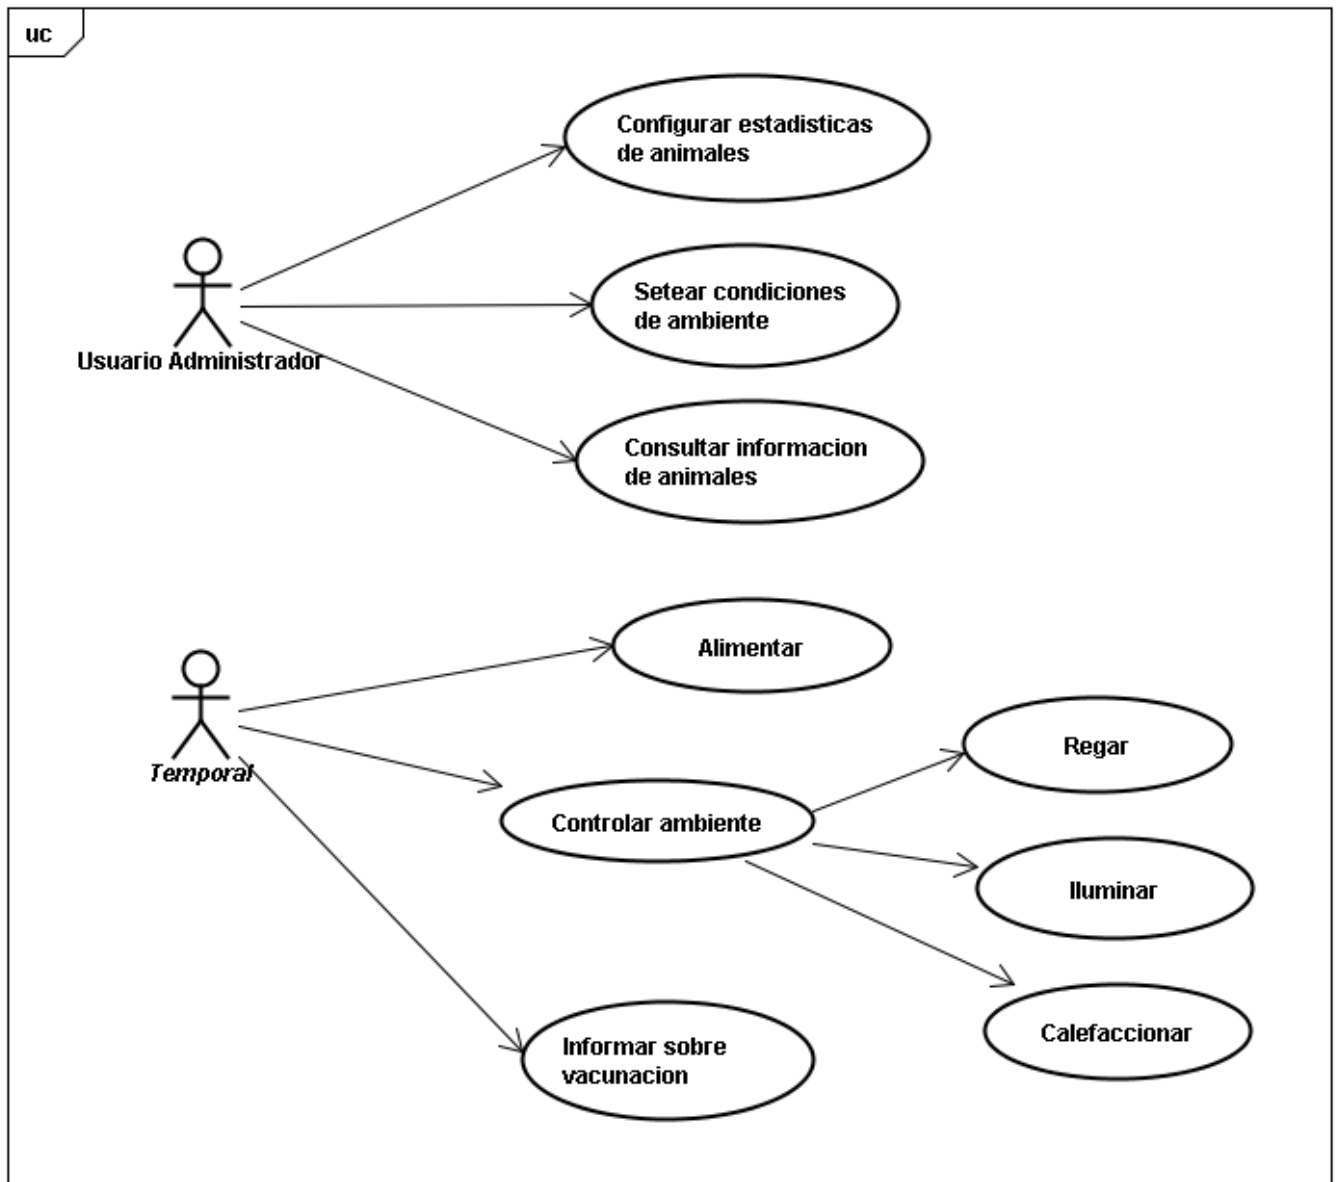 uc
Configurar estadisticas
de animales
Setear condiciones
de ambiente
Usuario Administrador
Consultar informacion
de animales
Alimentar
Temporal
Regar
Controlar ambiente
Iluminar
Calefaccionar
Informar sobre
vacunacion